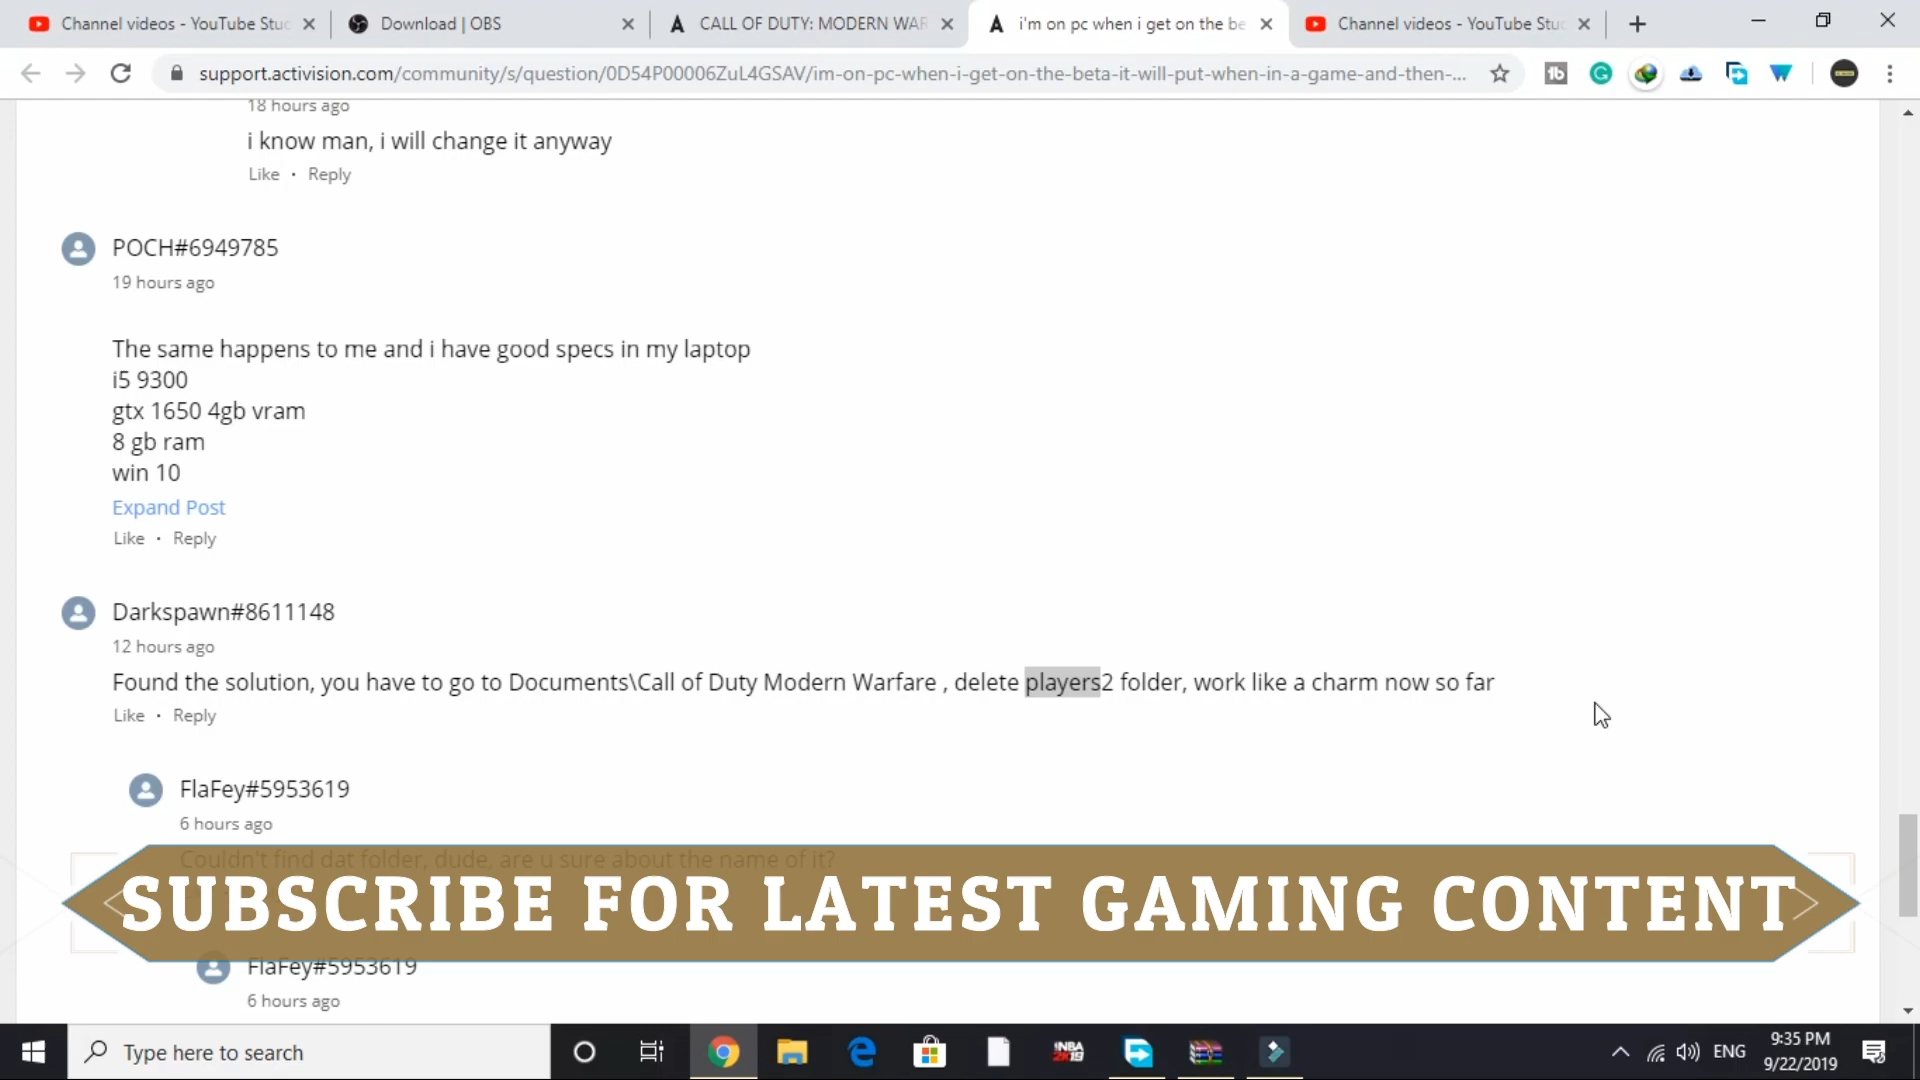 Channel videos - YouTube Stuc
Download | OBS
CALL OF DUTY: MODERN WAR
i'm on pc when i get on the be
Channel videos - YouTube Stuc
support.activision.com/community/s/question/0D54P00006ZuL4GSAV/im-on-pc-when-i-get-on-the-beta-it-will-put-when-in-a-game-and-then-...
18 hours ago
i know man, i will change it anyway
Like · Reply
POCH#6949785
19 hours ago
The same happens to me and i have good specs in my laptop
i5 9300
gtx 1650 4gb vram
8 gb ram
win 10
Expand Post
Like · Reply
Darkspawn#8611148
12 hours ago
Found the solution, you have to go to Documents\Call of Duty Modern Warfare , delete players2 folder, work like a charm now so far
Like · Reply
FlaFey#5953619
6 hours ago
Couldn't find dat folder, dude, are u sure about the name of it?
SUBSCRIBE FOR LATEST GAMING CONTENT
FlaFey#5953619
6 hours ago
Type here to search
NBA
2K19
ENG
9:35 PM
9/22/2019